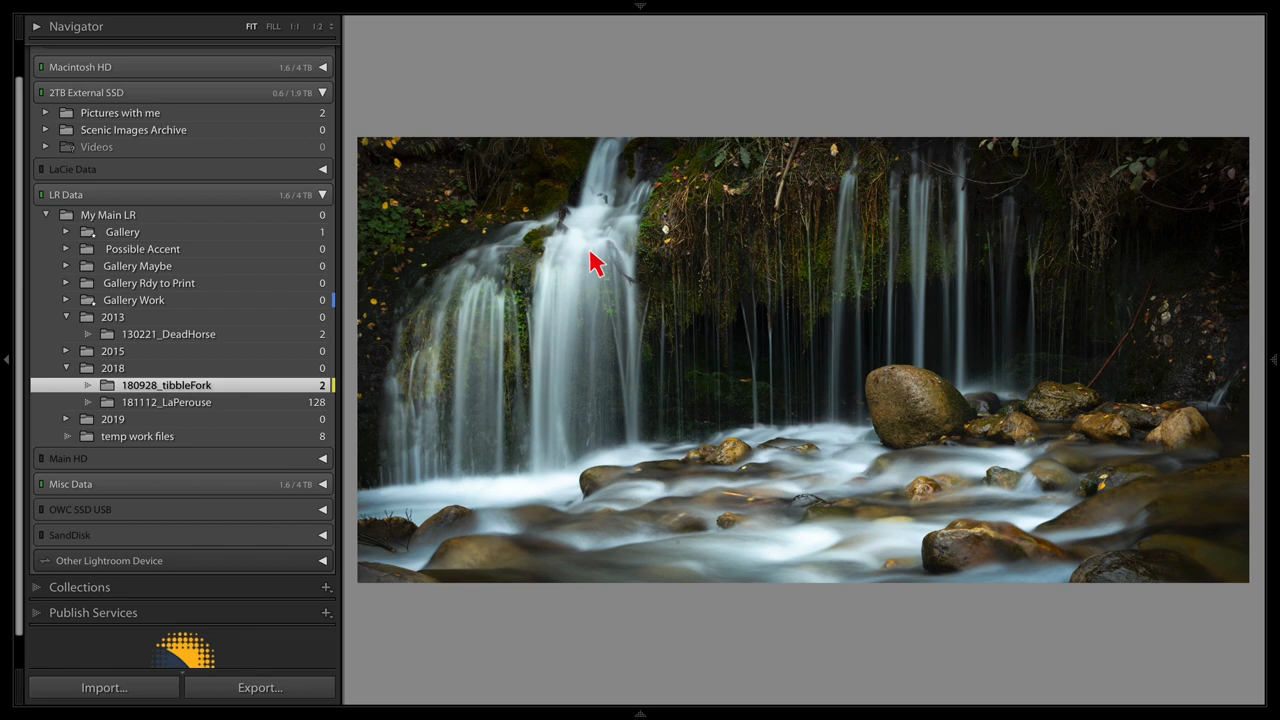 Navigator FIT FILL 1:1 1:2
Macintosh HD 1.6 / 4 TB
2TB External SSD 0.6 / 1.9 TB
Pictures with me 2
Scenic Images Archive 0
Videos 0
LaCie Data
LR Data 1.6 / 4 TB
My Main LR 0
Gallery 1
Possible Accent 0
Gallery Maybe 0
Gallery Rdy to Print 0
Gallery Work 0
2013 0
130221_DeadHorse 2
2015 0
2018 0
180928_tibbleFork 2
181112_LaPerouse 128
2019 0
temp work files 8
Main HD
Misc Data 1.6 / 4 TB
OWC SSD USB
SandDisk
Other Lightroom Device
Collections
Publish Services
Import... Export...